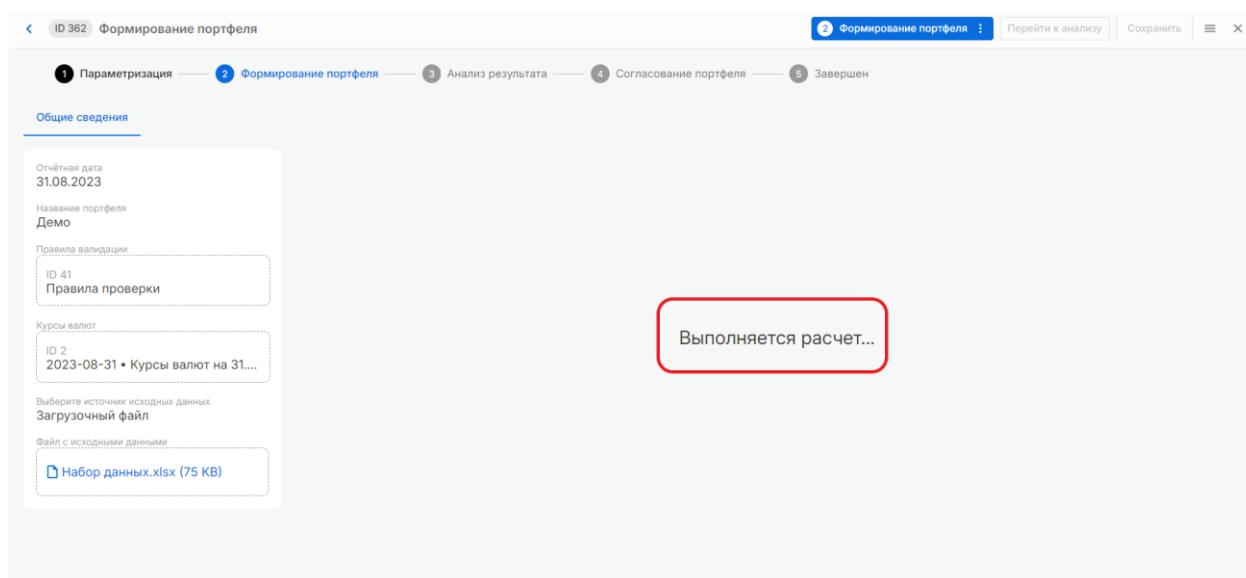 ID 362 Формирование портфеля
2 Формирование портфеля
Перейти к анализу
Сохранить
1 Параметризация
2 Формирование портфеля
3 Анализ результата
4 Согласование портфеля
5 Завершен
Общие сведения
Отчётная дата
31.08.2023
Название портфеля
Демо
Правила валидации
ID 41
Правила проверки
Курсы валют
ID 2
2023-08-31 • Курсы валют на 31....
Выберите источник исходных данных
Загрузочный файл
Файл с исходными данными
Набор данных.xlsx (75 KB)
Выполняется расчет...